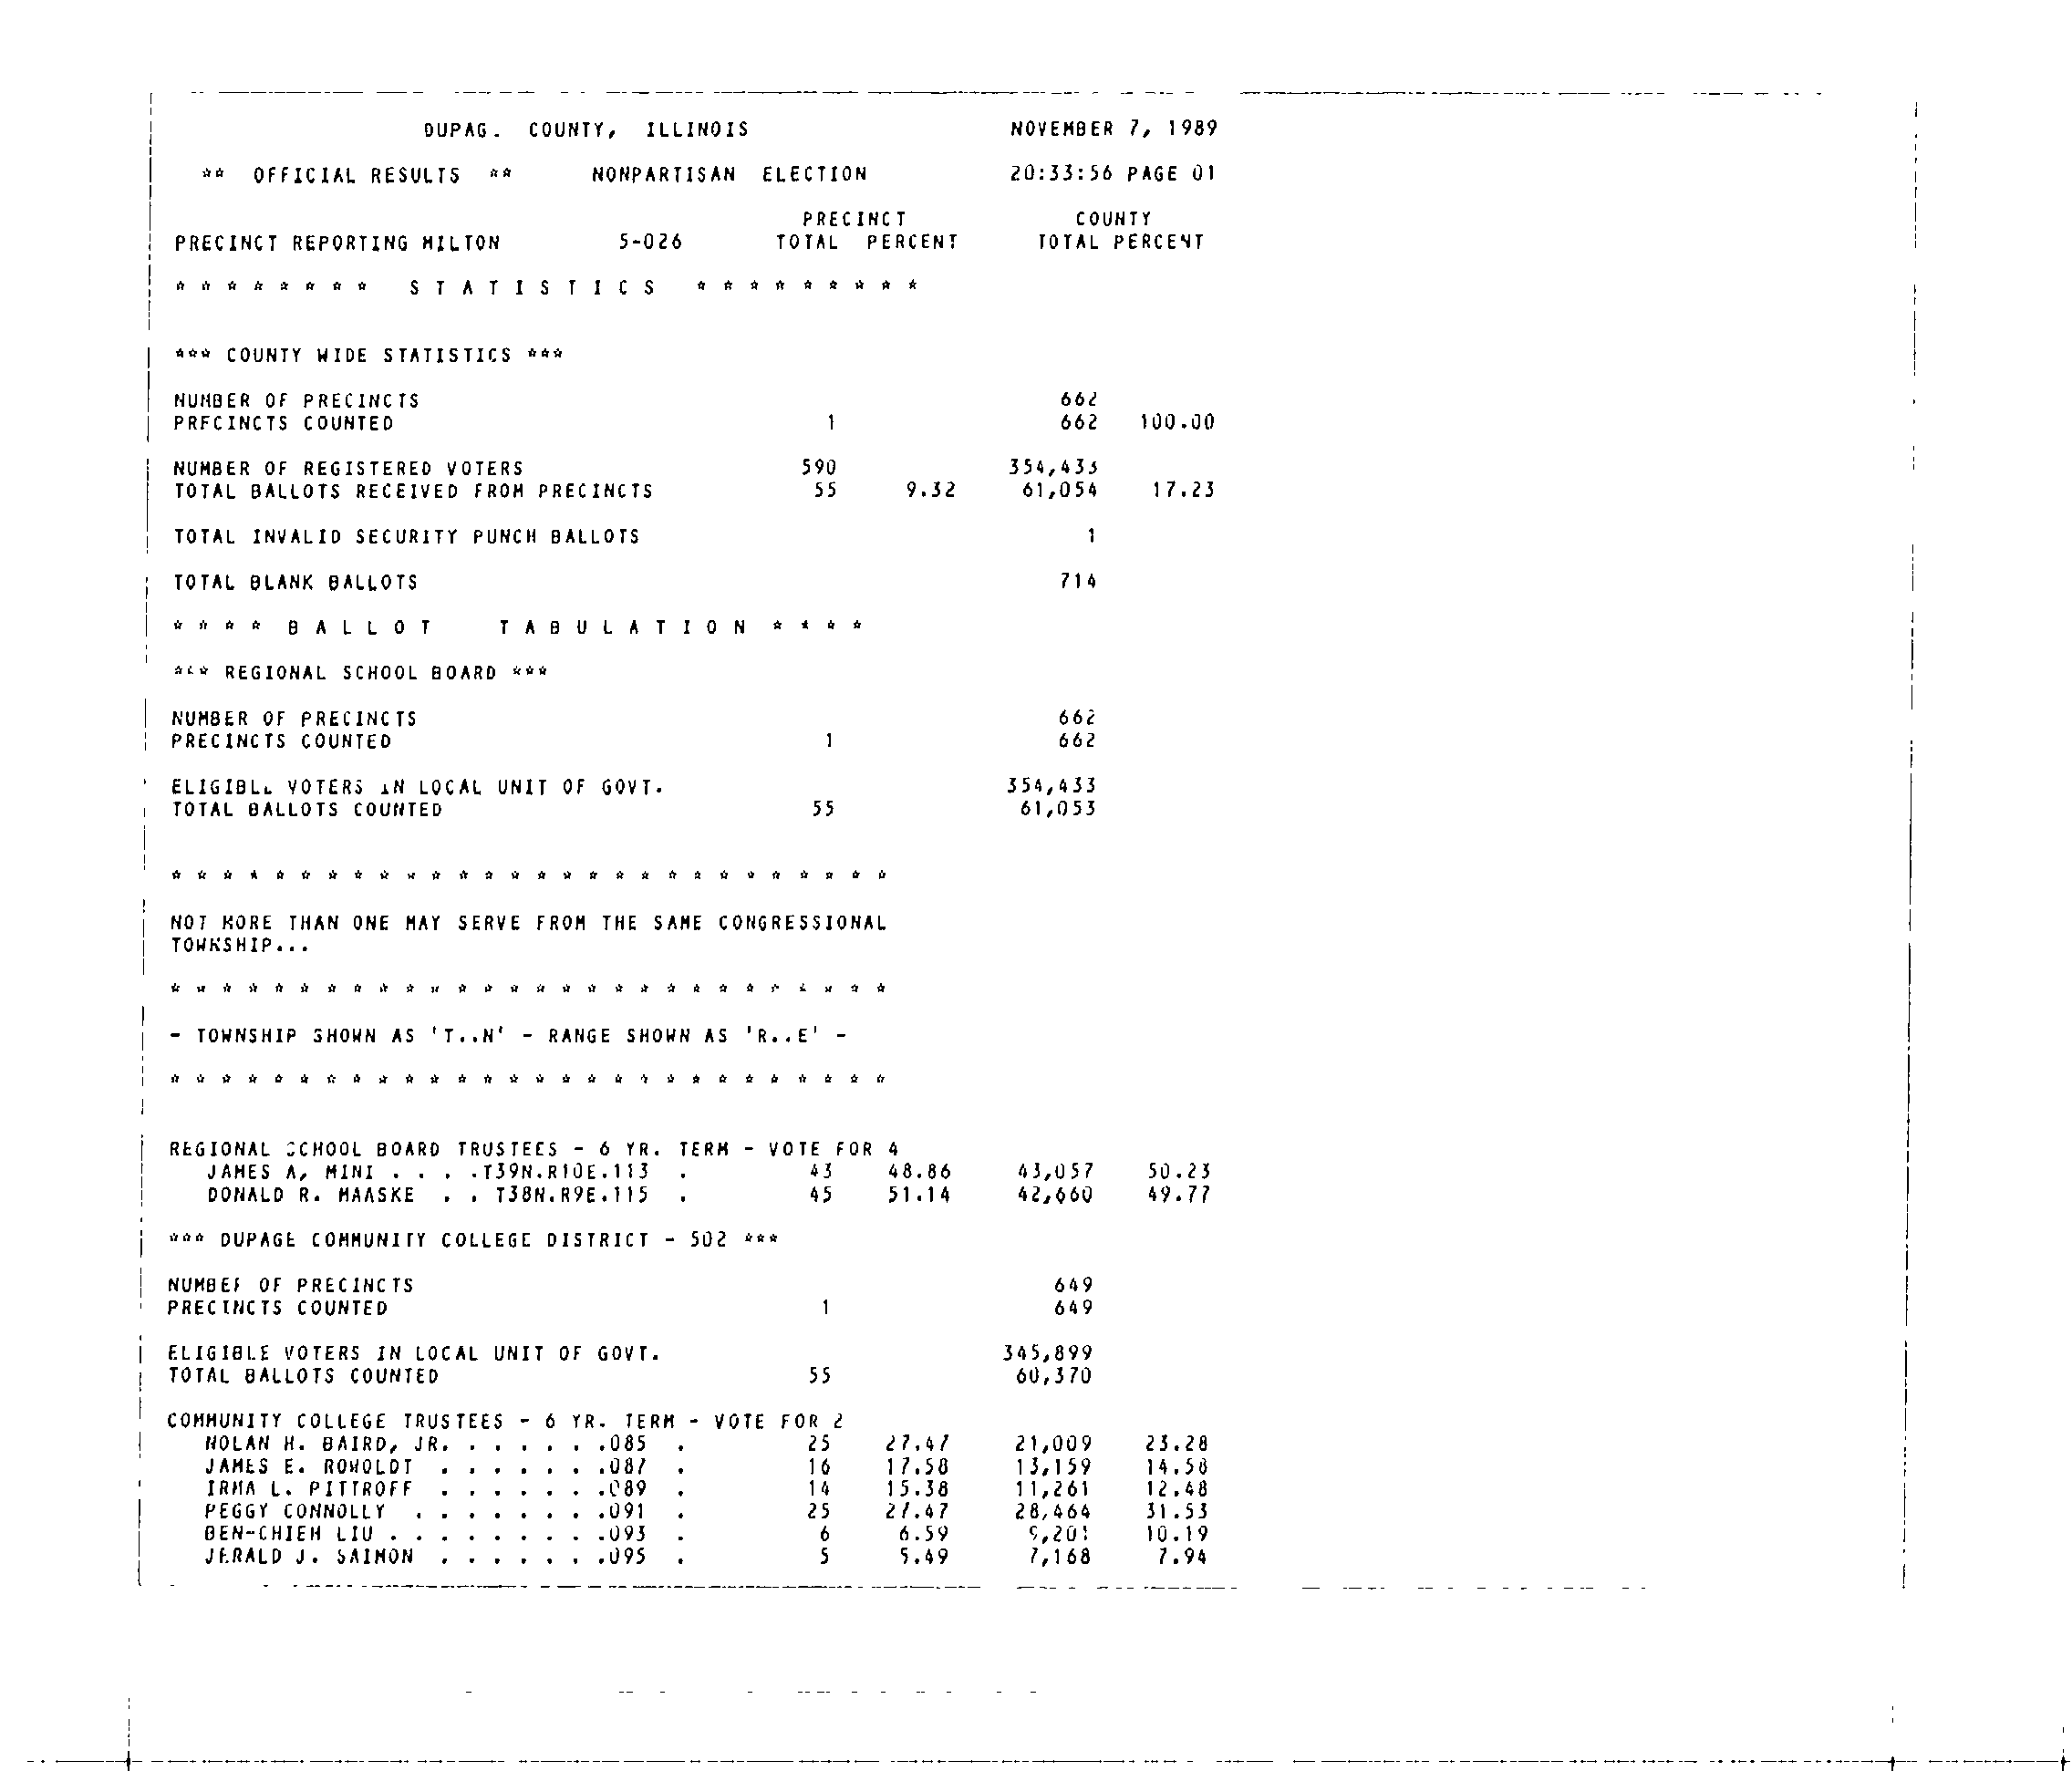 DUPAG. COUNTY, ILLINOIS NOVEMBER 7, 1989
** OFFICIAL RESULTS ** NONPARTISAN ELECTION 20:33:56 PAGE 01
PRECINCT COUNTY
PRECINCT REPORTING MILTON 5-026 TOTAL PERCENT TOTAL PERCENT
* * * * * * * * S T A T I S T I C S * * * * * * * * *
*** COUNTY WIDE STATISTICS ***
NUMBER OF PRECINCTS 662
PRECINCTS COUNTED 1 662 100.00
NUMBER OF REGISTERED VOTERS 590 354,433
TOTAL BALLOTS RECEIVED FROM PRECINCTS 55 9.32 61,054 17.23
TOTAL INVALID SECURITY PUNCH BALLOTS 1
TOTAL BLANK BALLOTS 714
* * * * B A L L O T T A B U L A T I O N * * * *
*** REGIONAL SCHOOL BOARD ***
NUMBER OF PRECINCTS 662
PRECINCTS COUNTED 1 662
ELIGIBLE VOTERS IN LOCAL UNIT OF GOVT. 354,433
TOTAL BALLOTS COUNTED 55 61,053
* * * * * * * * * * * * * * * * * * * * * * * * * * * *
NOT MORE THAN ONE MAY SERVE FROM THE SAME CONGRESSIONAL
TOWNSHIP...
* * * * * * * * * * * * * * * * * * * * * * * * * * * *
- TOWNSHIP SHOWN AS 'T..N' - RANGE SHOWN AS 'R..E' -
* * * * * * * * * * * * * * * * * * * * * * * * * * * *
REGIONAL SCHOOL BOARD TRUSTEES - 6 YR. TERM - VOTE FOR 4
JAMES A. MINI . . . .T39N.R10E.113 . 43 48.86 43,057 50.23
DONALD R. MAASKE . . T38N.R9E.115 . 45 51.14 42,660 49.77
*** DUPAGE COMMUNITY COLLEGE DISTRICT - 502 ***
NUMBER OF PRECINCTS 649
PRECINCTS COUNTED 1 649
ELIGIBLE VOTERS IN LOCAL UNIT OF GOVT. 345,899
TOTAL BALLOTS COUNTED 55 60,370
COMMUNITY COLLEGE TRUSTEES - 6 YR. TERM - VOTE FOR 2
NOLAN H. BAIRD, JR. . . . . . .085 . 25 27.47 21,009 23.28
JAMES E. ROWOLDT . . . . . . .087 . 16 17.58 13,159 14.58
IRMA L. PITTROFF . . . . . . .089 . 14 15.38 11,261 12.48
PEGGY CONNOLLY . . . . . . . .091 . 25 27.47 28,464 31.53
BEN-CHIEH LIU . . . . . . . . .093 . 6 6.59 9,201 10.19
JERALD J. SAIMON . . . . . . .095 . 5 5.49 7,168 7.94